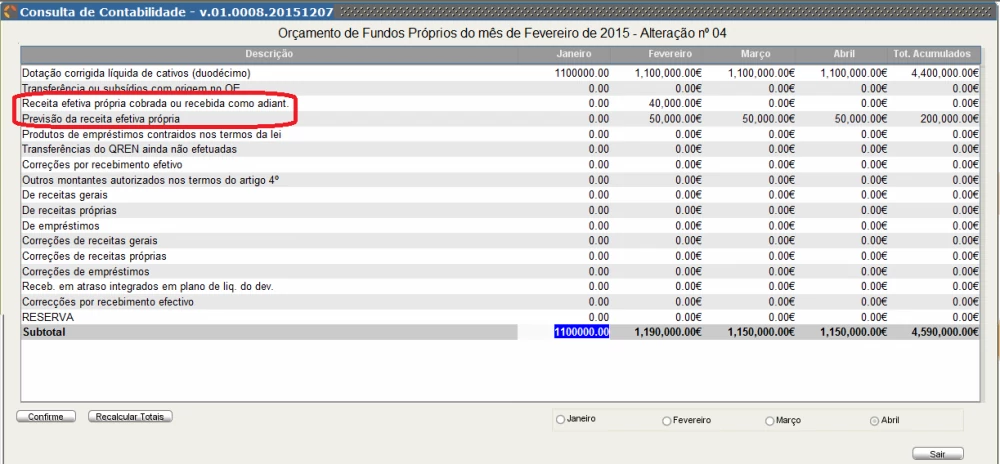 Consulta de Contabilidade - v.01.0008.20151207
Orçamento de Fundos Próprios do mês de Fevereiro de 2015 - Alteração nº 04
Descrição Janeiro Fevereiro Março Abril Tot. Acumulados
Dotação corrigida líquida de cativos (duodécimo) 1100000.00 1,100,000.00€ 1,100,000.00€ 1,100,000.00€ 4,400,000.00€
Transferência ou subsídios com origem no OE 0.00 0.00€ 0.00€ 0.00€ 0.00€
Receita efetiva própria cobrada ou recebida como adiant. 0.00 40,000.00€ 0.00€ 0.00€ 0.00€
Previsão da receita efetiva própria 0.00 50,000.00€ 50,000.00€ 50,000.00€ 200,000.00€
Produtos de empréstimos contraidos nos termos da lei 0.00 0.00€ 0.00€ 0.00€ 0.00€
Transferências do QREN ainda não efetuadas 0.00 0.00€ 0.00€ 0.00€ 0.00€
Correções por recebimento efetivo 0.00 0.00€ 0.00€ 0.00€ 0.00€
Outros montantes autorizados nos termos do artigo 4º 0.00 0.00€ 0.00€ 0.00€ 0.00€
De receitas gerais 0.00 0.00€ 0.00€ 0.00€ 0.00€
De receitas próprias 0.00 0.00€ 0.00€ 0.00€ 0.00€
De empréstimos 0.00 0.00€ 0.00€ 0.00€ 0.00€
Correções de receitas gerais 0.00 0.00€ 0.00€ 0.00€ 0.00€
Correções de receitas próprias 0.00 0.00€ 0.00€ 0.00€ 0.00€
Correções de empréstimos 0.00 0.00€ 0.00€ 0.00€ 0.00€
Receb. em atraso integrados em plano de liq. do dev. 0.00 0.00€ 0.00€ 0.00€ 0.00€
Correcções por recebimento efectivo 0.00 0.00€ 0.00€ 0.00€ 0.00€
RESERVA 0.00 0.00€ 0.00€ 0.00€ 0.00€
Subtotal 1100000.00 1,190,000.00€ 1,150,000.00€ 1,150,000.00€ 4,590,000.00€
Confirme Recalcular Totais Janeiro Fevereiro Março Abril
Sair